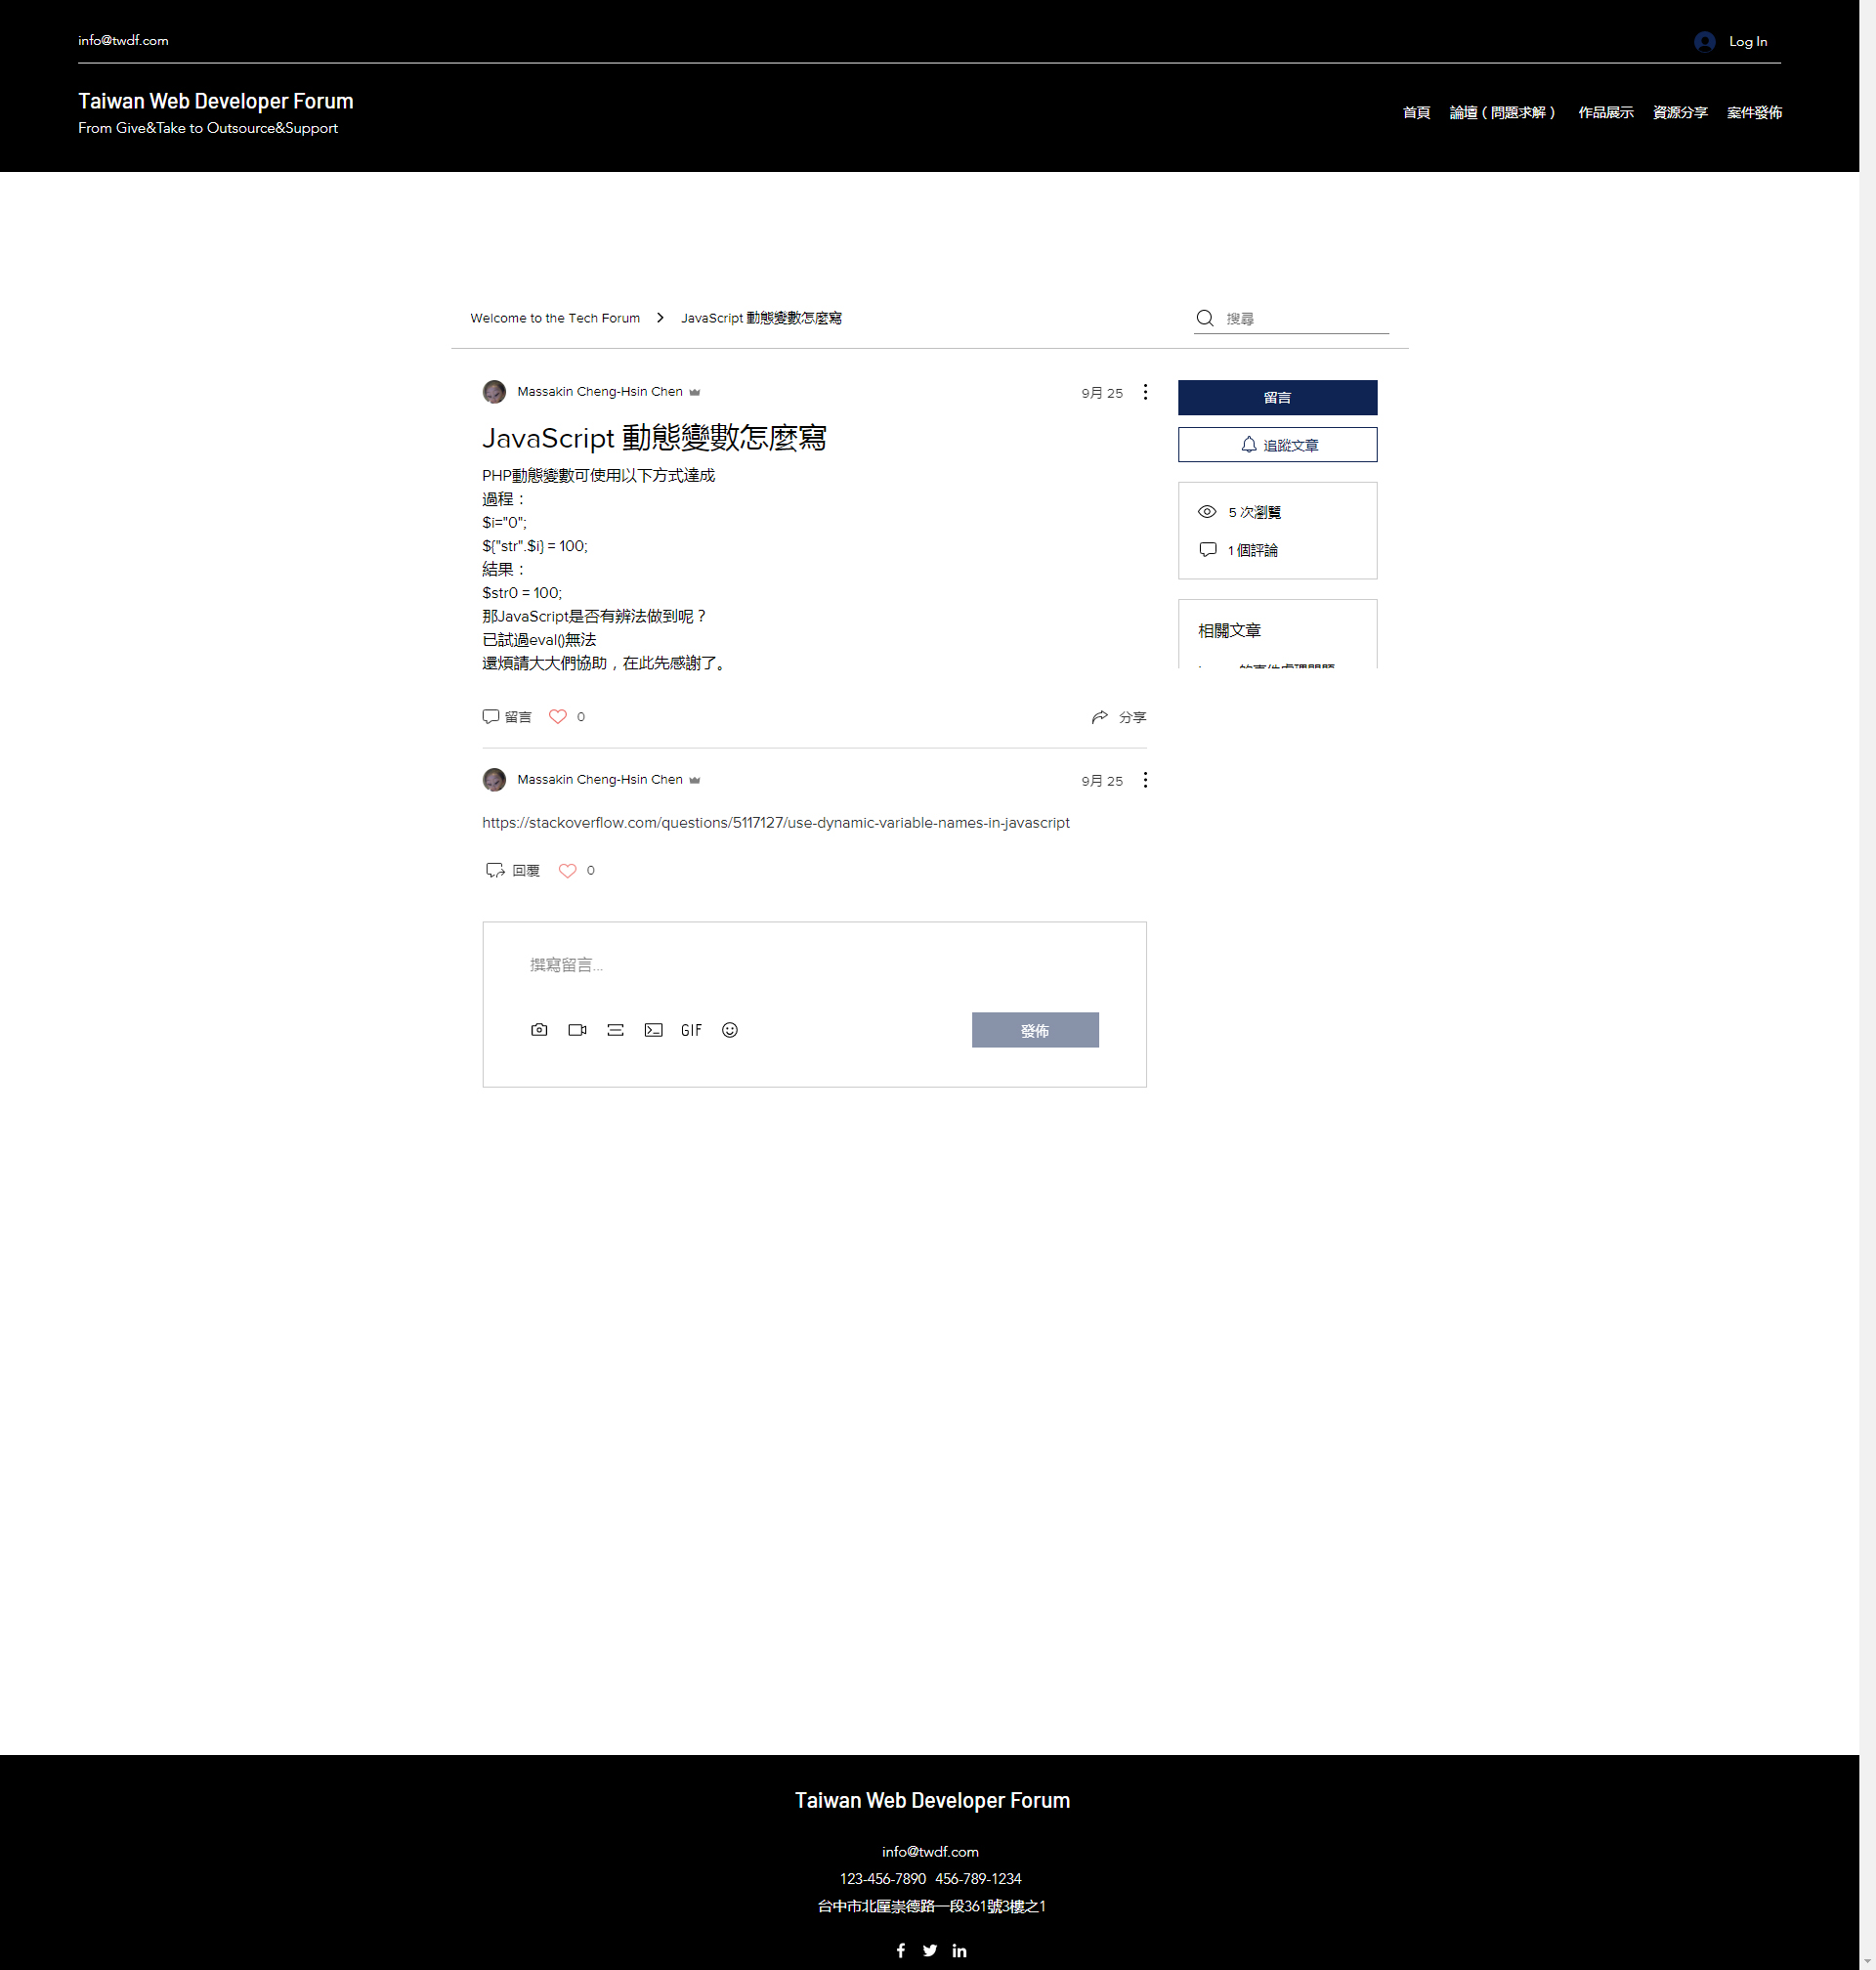 info@twdf.com
Log In
Taiwan Web Developer Forum
From Give&Take to Outsource&Support
首頁 論壇 ( 問題求解 ) 作品展示 資源分享 案件發佈
Welcome to the Tech Forum
JavaScript 動態變數怎麼寫
搜尋
Massakin Cheng-Hsin Chen
9月 25
JavaScript 動態變數怎麼寫
PHP動態變數可使用以下方式達成
過程：
$i="0";
${"str".$i} = 100;
結果：
$str0 = 100;
那JavaScript是否有辨法做到呢？
已試過eval()無法
還煩請大大們協助，在此先感謝了。
留言
0
分享
留言
追蹤文章
5 次瀏覽
1 個評論
相關文章
Massakin Cheng-Hsin Chen
9月 25
https://stackoverflow.com/questions/5117127/use-dynamic-variable-names-in-javascript
回覆
0
撰寫留言...
GIF
發佈
Taiwan Web Developer Forum
info@twdf.com
123-456-7890 456-789-1234
台中市北屋崇德路一段361號3樓之1